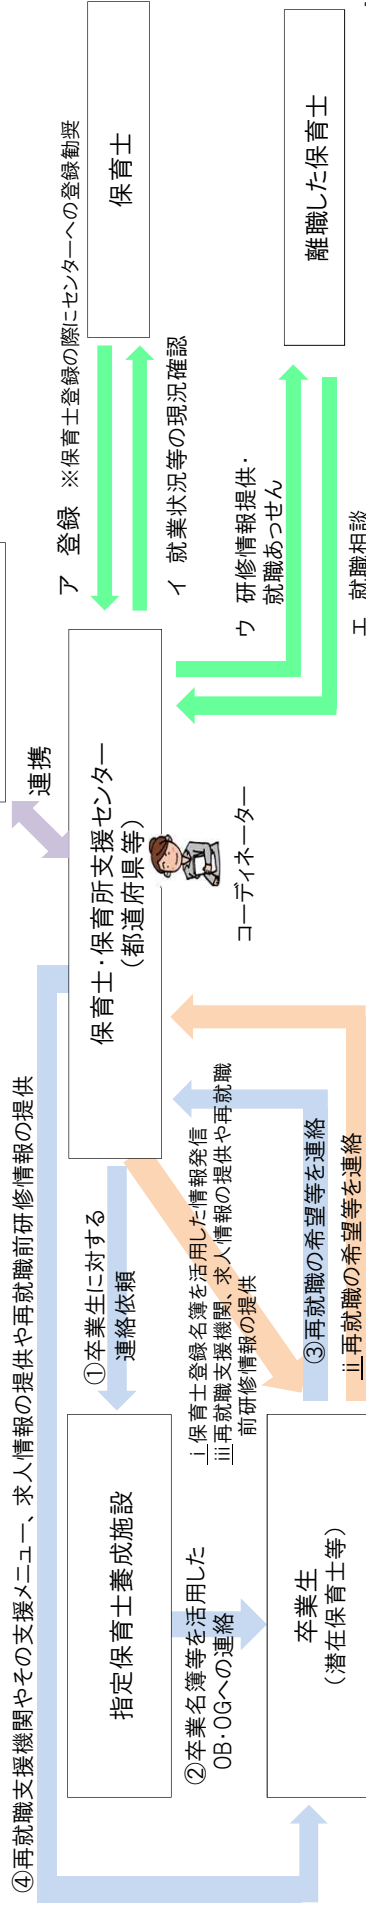 ④再就職支援機関やその支援メニュー、求人情報の提供や再就職前研修情報の提供
連携
ア 登録 ※保育士登録の際にセンターへの登録勧奨
保育士
イ 就業状況等の現況確認
保育士・保育所支援センター
（都道府県等）
コーディネーター
①卒業生に対する
連絡依頼
指定保育士養成施設
②卒業名簿等を活用した
OB・OGへの連絡
ⅰ保育士登録名簿を活用した情報発信
ⅲ再就職支援機関、求人情報の提供や再就職
前研修情報の提供
ウ 研修情報提供・
就職あっせん
離職した保育士
エ 就職相談
卒業生
（潜在保育士等）
③再就職の希望等を連絡
ⅱ再就職の希望等を連絡